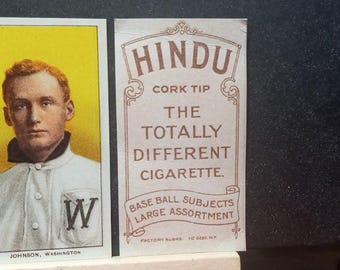 W
JOHNSON, WASHINGTON
HINDU
CORK TIP
THE
TOTALLY
DIFFERENT
CIGARETTE.
BASE BALL SUBJECTS
LARGE ASSORTMENT